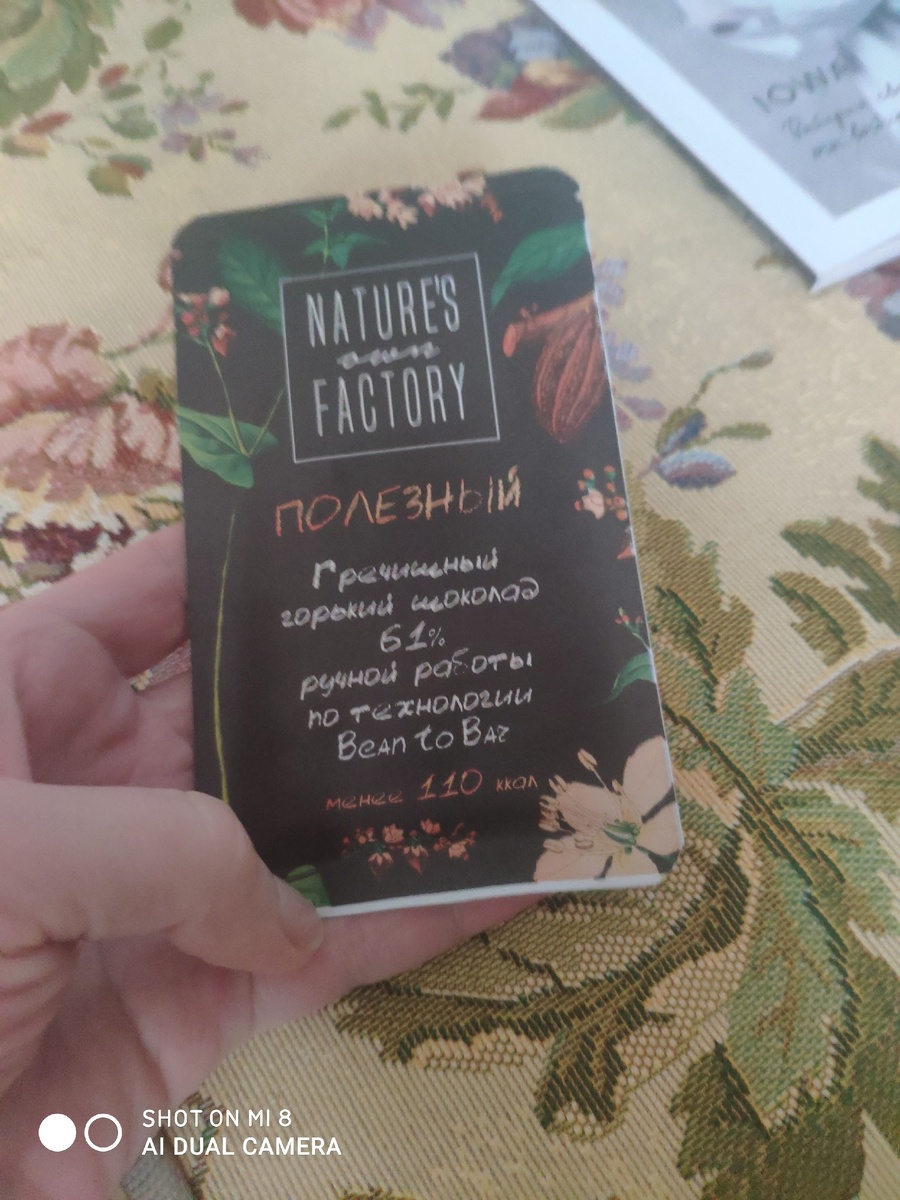 IOWA
NATURE'S
own
FACTORY
ПОЛЕЗНЫЙ
Гречишный
горький шоколад
61%
ручной работы
по технологии
Bean to Bar
менее 110 ккал
SHOT ON MI 8
AI DUAL CAMERA